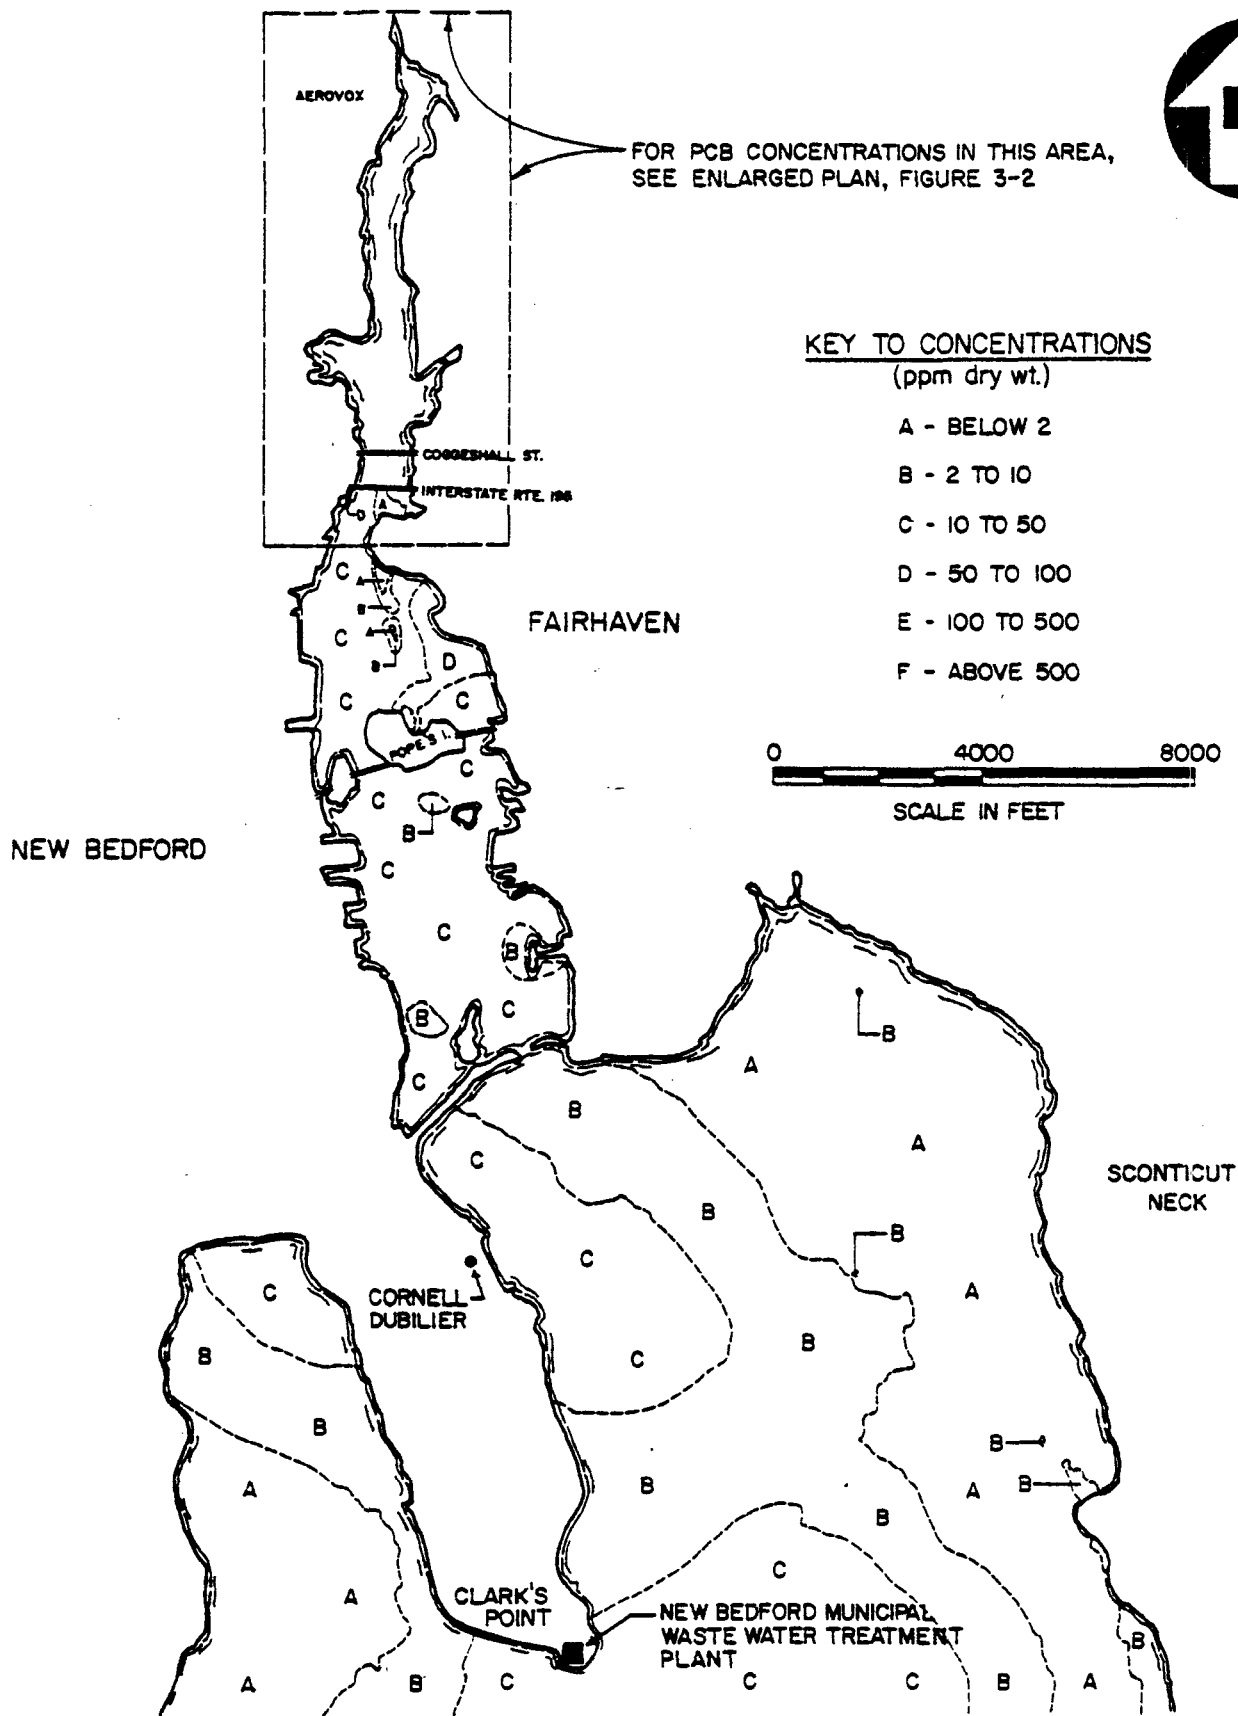 AEROVOX
FOR PCB CONCENTRATIONS IN THIS AREA,
SEE ENLARGED PLAN, FIGURE 3-2
KEY TO CONCENTRATIONS
(ppm dry wt.)
A - BELOW 2
B - 2 TO 10
C - 10 TO 50
D - 50 TO 100
E - 100 TO 500
F - ABOVE 500
COGGESHALL ST.
INTERSTATE RTE. 195
A
C
A
B
FAIRHAVEN
C
A
B
D
C
C
POPE'S I.
0 4000 8000
SCALE IN FEET
C
C
B
NEW BEDFORD
C
C
B
C
B
B
C
A
B
A
C
SCONTICUT
NECK
B
B
C
C
A
CORNELL
DUBILIER
B
B
C
B
B
A
B
B
A
B
C
A
CLARK'S
POINT
NEW BEDFORD MUNICIPAL
WASTE WATER TREATMENT
PLANT
B
A
B
C
C
C
B
A